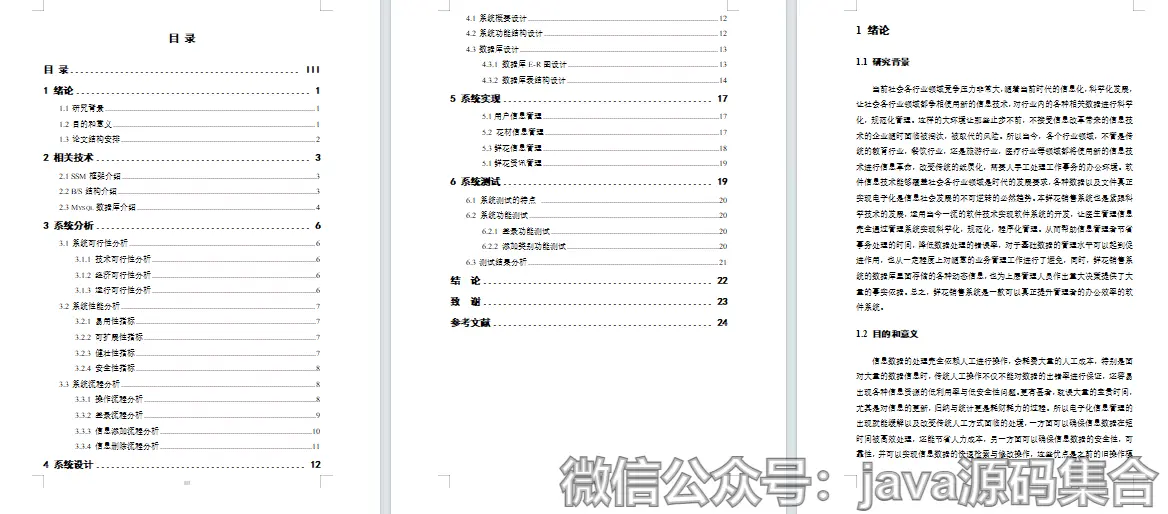 目 录
目 录 III
1 绪论 1
1.1 研究背景 1
1.2 目的和意义 1
1.3 论文结构安排 2
2 相关技术 3
2.1 SSM 框架介绍 3
2.2 B/S 结构介绍 3
2.3 MYSQL 数据库介绍 4
3 系统分析 6
3.1 系统可行性分析 6
3.1.1 技术可行性分析 6
3.1.2 经济可行性分析 6
3.1.3 运行可行性分析 6
3.2 系统性能分析 7
3.2.1 易用性指标 7
3.2.2 可扩展性指标 7
3.2.3 健壮性指标 7
3.2.4 安全性指标 8
3.3 系统流程分析 8
3.3.1 操作流程分析 8
3.3.2 登录流程分析 9
3.3.3 信息添加流程分析 10
3.3.4 信息删除流程分析 11
4 系统设计 12
4.1 系统概要设计 12
4.2 系统功能结构设计 12
4.3 数据库设计 13
4.3.1 数据库 E-R 图设计 13
4.3.2 数据库表结构设计 14
5 系统实现 17
5.1 用户信息管理 17
5.2 花材信息管理 17
5.3 鲜花信息管理 18
5.1 鲜花资讯管理 19
6 系统测试 19
6.1 系统测试的特点 20
6.2 系统功能测试 20
6.2.1 登录功能测试 20
6.2.2 添加类别功能测试 20
6.3 测试结果分析 21
结 论 22
致 谢 23
参考文献 24
1 绪论
1.1 研究背景
当前社会各行业领域竞争压力非常大，随着当前时代的信息化，科学化发展，
让社会各行业领域都争相使用新的信息技术，对行业内的各种相关数据进行科学
化，规范化管理。这样的大环境让那些止步不前，不接受信息改革带来的信息技
术的企业随时面临被淘汰，被取代的风险。所以当今，各个行业领域，不管是传
统的教育行业，餐饮行业，还是旅游行业，医疗行业等领域都将使用新的信息技
术进行信息革命，改变传统的纸质化，需要人手工处理工作事务的办公环境。软
件信息技术能够覆盖社会各行业领域是时代的发展要求，各种数据以及文件真正
实现电子化是信息社会发展的不可逆转的必然趋势。本鲜花销售系统也是紧跟科
学技术的发展，运用当今一流的软件技术实现软件系统的开发，让医生管理信息
完全通过管理系统实现科学化，规范化，程序化管理。从而帮助信息管理者节省
事务处理的时间，降低数据处理的错误率，对于基础数据的管理水平可以起到促
进作用，也从一定程度上对随意的业务管理工作进行了避免，同时，鲜花销售系
统的数据库里面存储的各种动态信息，也为上层管理人员作出重大决策提供了大
量的事实依据。总之，鲜花销售系统是一款可以真正提升管理者的办公效率的软
件系统。
1.2 目的和意义
信息数据的处理完全依赖人工进行操作，会耗费大量的人工成本，特别是面
对大量的数据信息时，传统人工操作不仅不能对数据的出错率进行保证，还容易
出现各种信息资源的低利用率与低安全性问题。更有甚者，耽误大量的宝贵时间，
尤其是对信息的更新，归纳与统计更是耗财耗力的过程。所以电子化信息管理的
出现就能缓解以及改变传统人工方式面临的处境，一方面可以确保信息数据在短
时间被高效处理，还能节省人力成本，另一方面可以确保信息数据的安全性，可
靠性，并可以实现信息数据的快速检索与修改操作，这些优点是之前的旧操作项
微信公众号：java源码集合